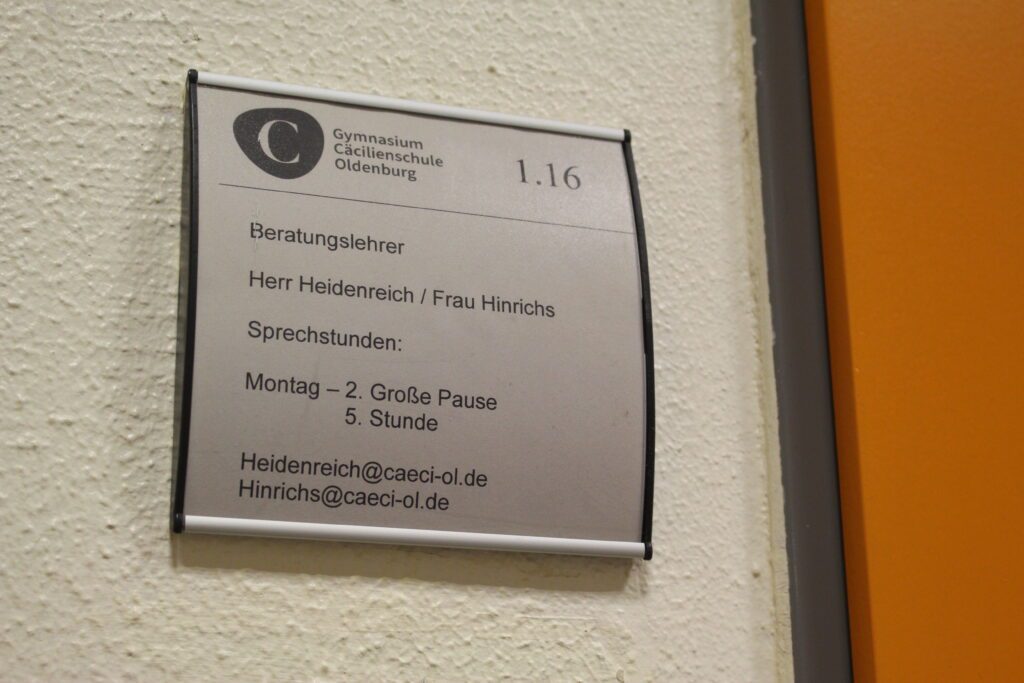 C
Gymnasium
Cäcilienschule
Oldenburg
1.16
Beratungslehrer
Herr Heidenreich / Frau Hinrichs
Sprechstunden:
Montag – 2. Große Pause
5. Stunde
Heidenreich@caeci-ol.de
Hinrichs@caeci-ol.de